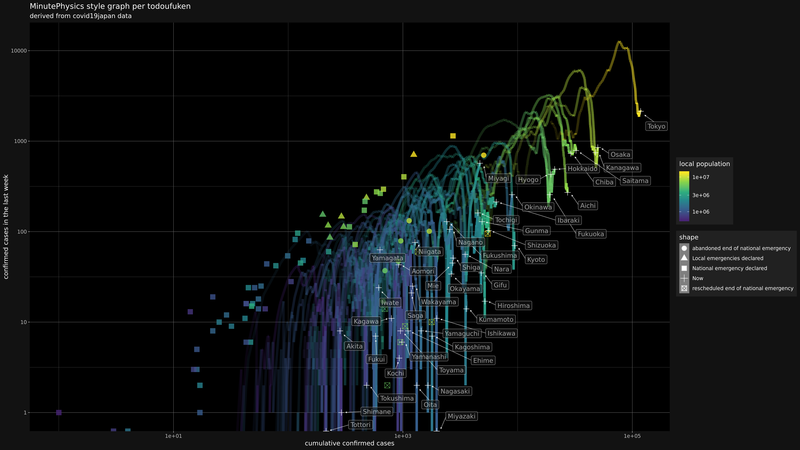 MinutePhysics style graph per todoufuken
derived from covid19japan data
confirmed cases in the last week
10000
1000
100
10
1
1e+01
1e+03
1e+05
cumulative confirmed cases
Tokyo
Osaka
Kanagawa
Hokkaido
Saitama
Chiba
Hyogo
Miyagi
Aichi
Okinawa
Ibaraki
Tochigi
Fukuoka
Gunma
Shizuoka
Nagano
Niigata
Fukushima
Kyoto
Yamagata
Shiga
Nara
Aomori
Mie
Gifu
Okayama
Iwate
Wakayama
Hiroshima
Saga
Kumamoto
Kagawa
Yamaguchi
Ishikawa
Akita
Kagoshima
Yamanashi
Fukui
Ehime
Toyama
Kochi
Nagasaki
Tokushima
Oita
Shimane
Miyazaki
Tottori
local population
1e+07
3e+06
1e+06
shape
abandoned end of national emergency
Local emergencies declared
National emergency declared
Now
rescheduled end of national emergency